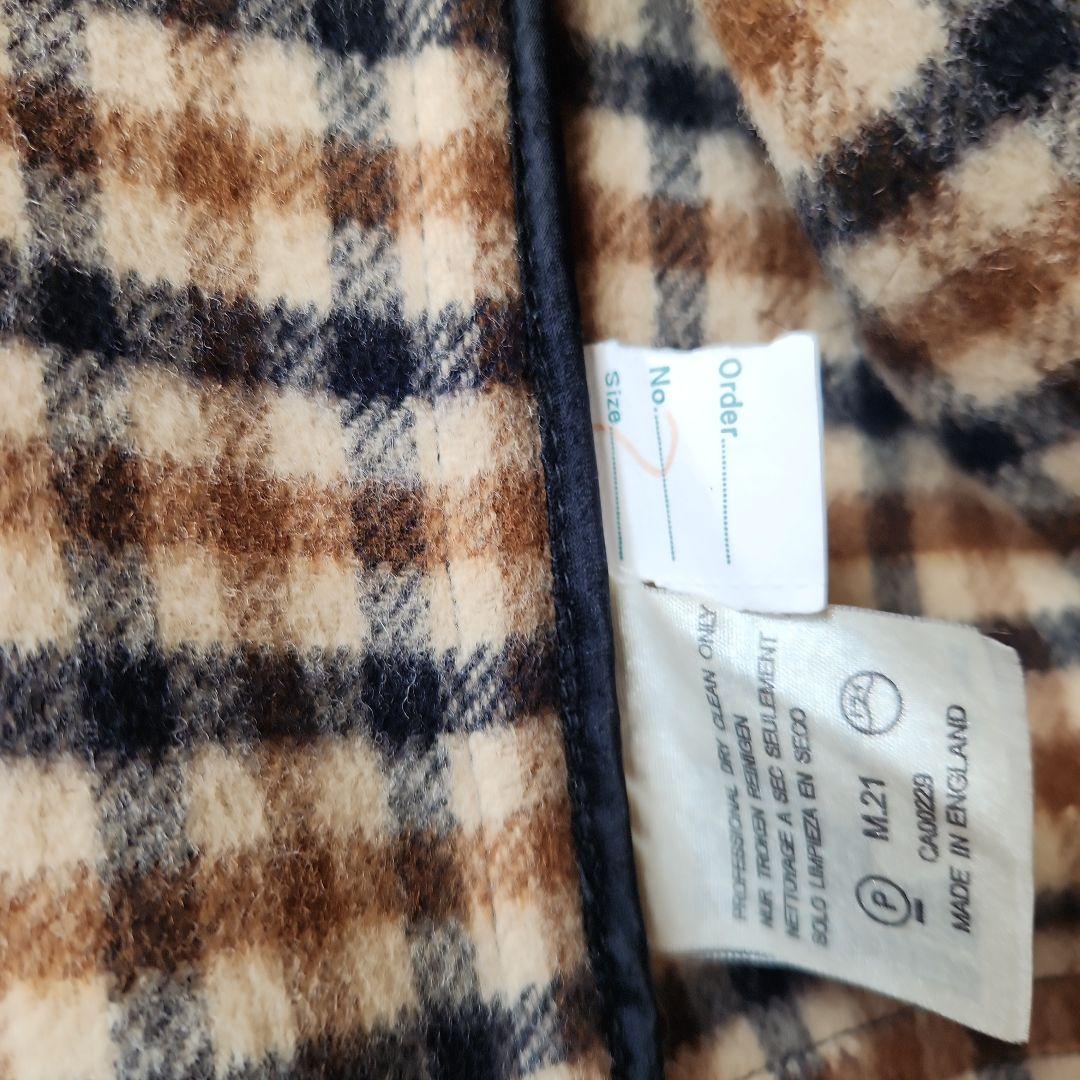 Order..............
No..............
Size..............
PROFESSIONAL DRY CLEAN ONLY
NUR TROKEN REINIGEN
NETTOYAGE A SEC SEULEMENT
SOLO LIMPIEZA EN SECO
P M.21
CA00229
MADE IN ENGLAND